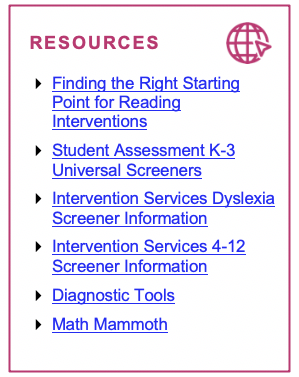 RESOURCES
Finding the Right Starting
Point for Reading
Interventions
Student Assessment K-3
Universal Screeners
Intervention Services Dyslexia
Screener Information
Intervention Services 4-12
Screener Information
Diagnostic Tools
Math Mammoth